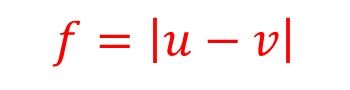 f = |u − v|